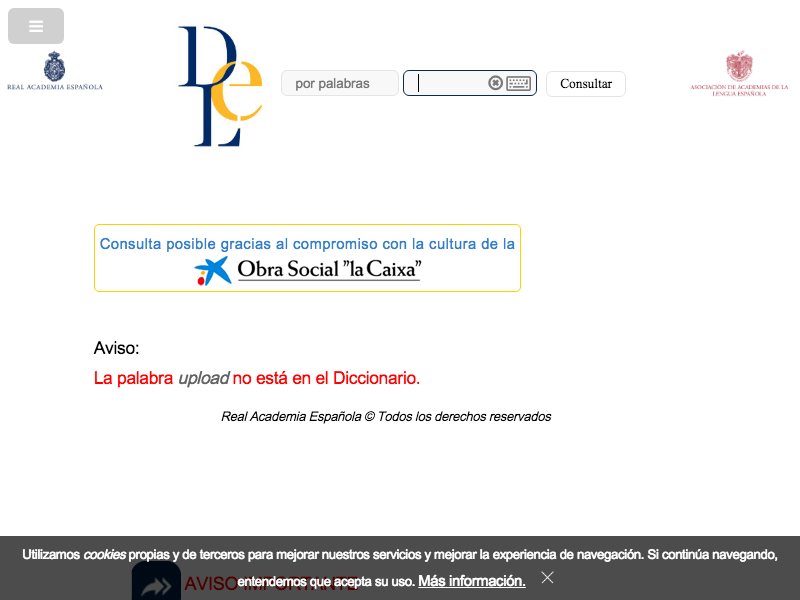 REAL ACADEMIA ESPAÑOLA
DLe
por palabras
Consultar
ASOCIACIÓN DE ACADEMIAS DE LA
LENGUA ESPAÑOLA
Consulta posible gracias al compromiso con la cultura de la
Obra Social "la Caixa"
Aviso:
La palabra upload no está en el Diccionario.
Real Academia Española © Todos los derechos reservados
Utilizamos cookies propias y de terceros para mejorar nuestros servicios y mejorar la experiencia de navegación. Si continúa navegando,
entendemos que acepta su uso. Más información.
AVISO IMPORTANTE